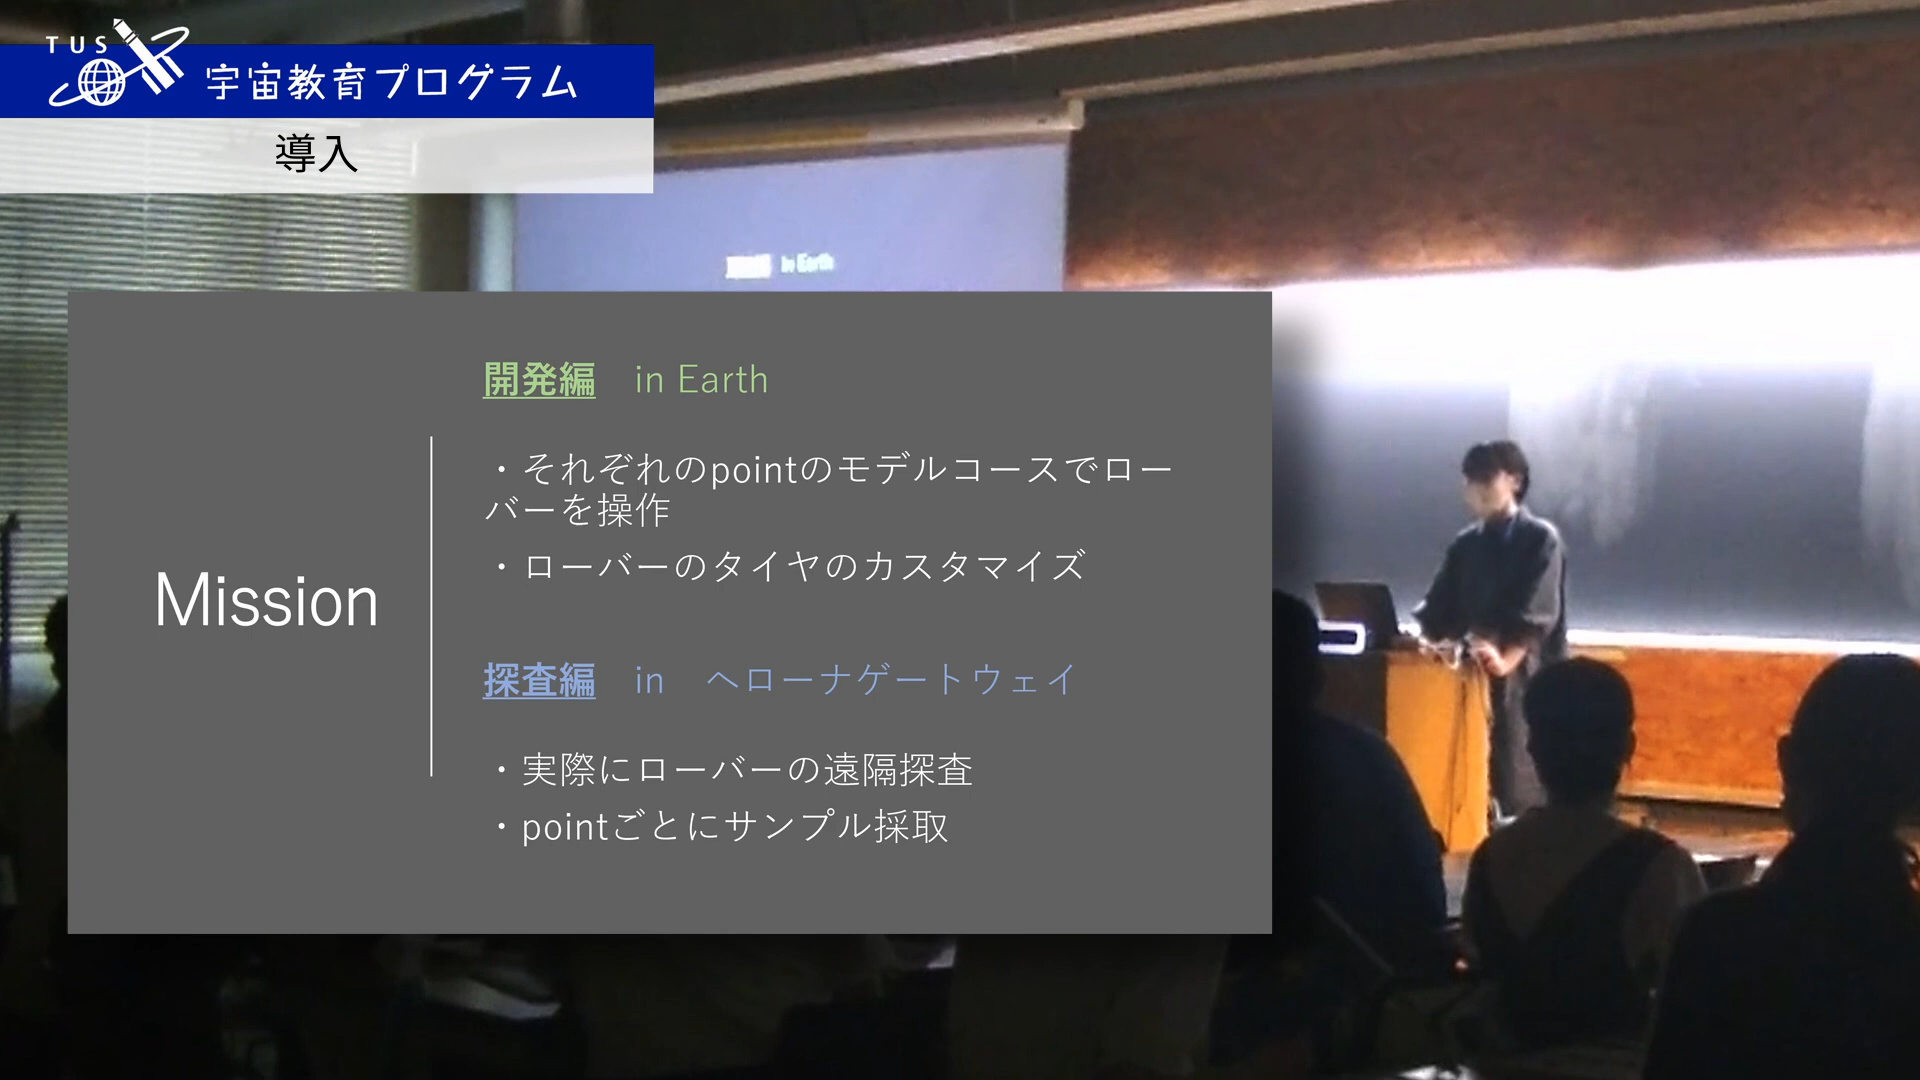 TUS
宇宙教育プログラム
導入
in Earth
Mission
開発編　in Earth
・それぞれのpointのモデルコースでロー
バーを操作
・ローバーのタイヤのカスタマイズ
探査編　in　ヘローナゲートウェイ
・実際にローバーの遠隔探査
・pointごとにサンプル採取